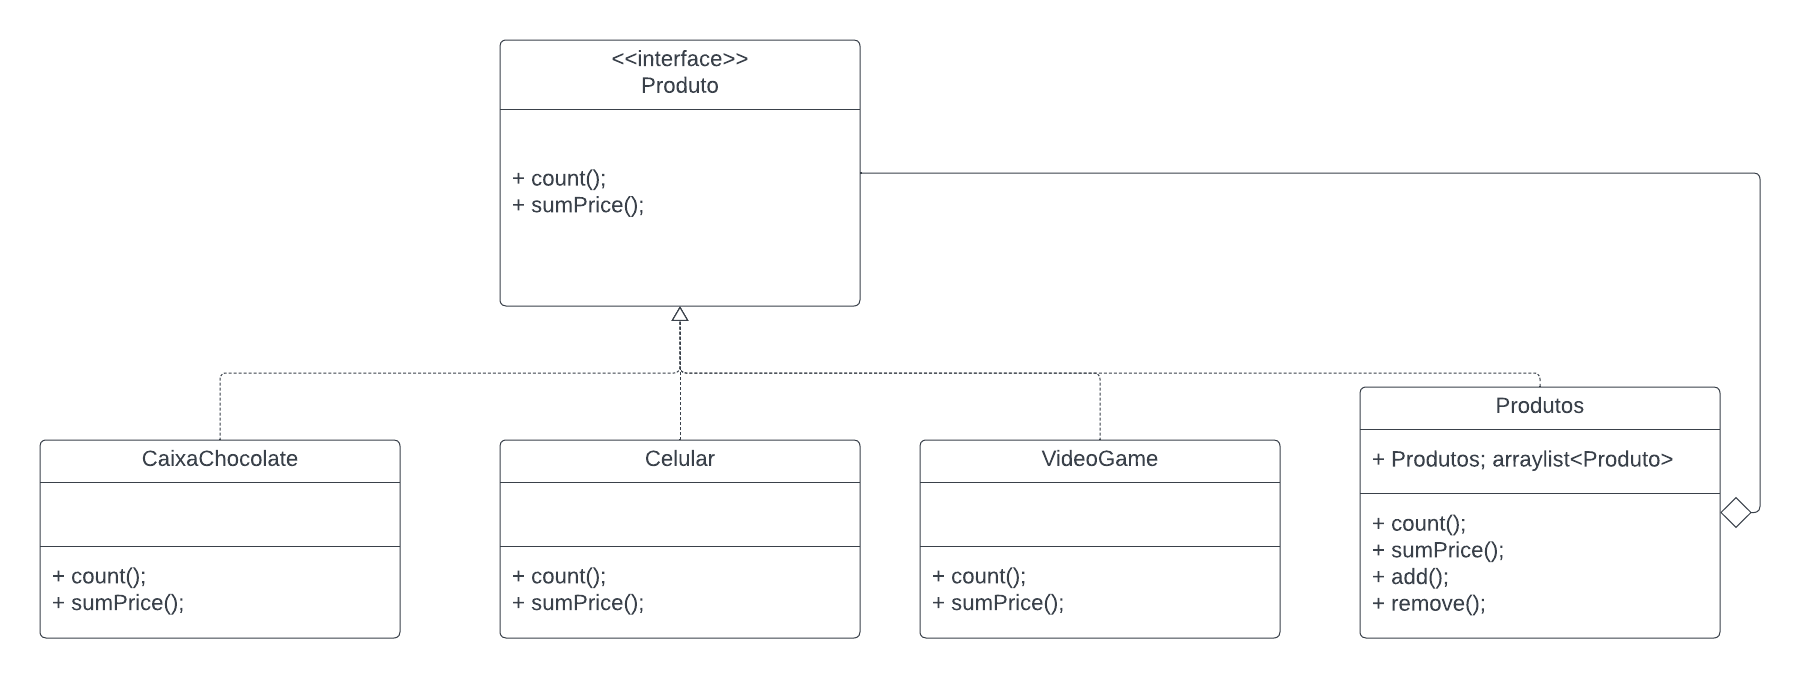 <<interface>>
Produto
+ count();
+ sumPrice();
CaixaChocolate
+ count();
+ sumPrice();
Celular
+ count();
+ sumPrice();
VideoGame
+ count();
+ sumPrice();
Produtos
+ Produtos; arraylist<Produto>
+ count();
+ sumPrice();
+ add();
+ remove();